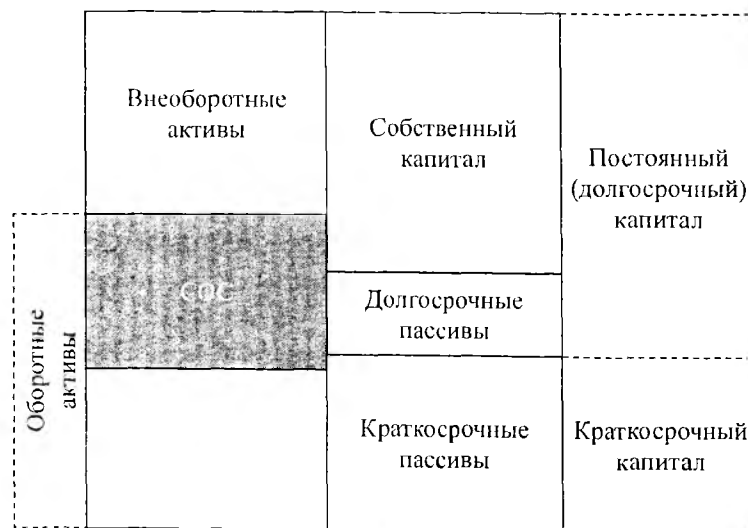 Внеоборотные
активы
Собственный
капитал
Постоянный
(долгосрочный)
капитал
Оборотные
активы
СОС
Долгосрочные
пассивы
Краткосрочные
пассивы
Краткосрочный
капитал